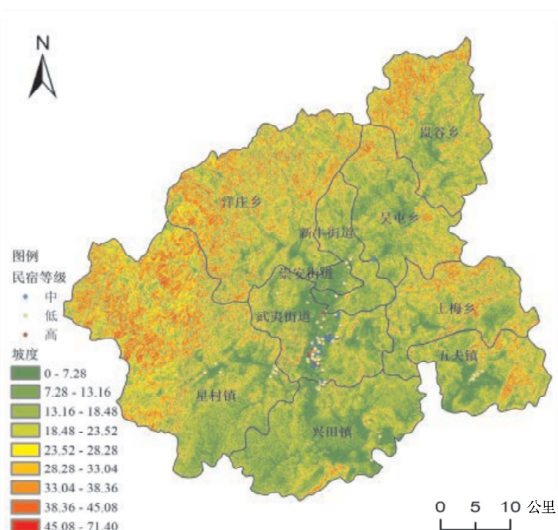 N
岚谷乡
洋庄乡
吴屯乡
新丰街道
崇安街道
上梅乡
武夷街道
五夫镇
星村镇
兴田镇
图例
民宿等级
中
低
高
坡度
0 - 7.28
7.28 - 13.16
13.16 - 18.48
18.48 - 23.52
23.52 - 28.28
28.28 - 33.04
33.04 - 38.36
38.36 - 45.08
45.08 - 71.40
0 5 10 公里